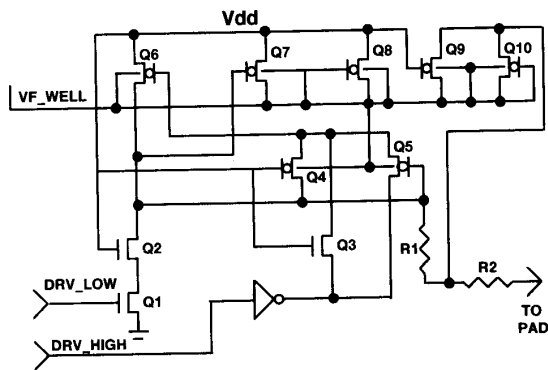 Vdd
Q6
Q7
Q8
Q9
Q10
VF_WELL
Q5
Q4
Q2
Q3
R1
R2
DRV_LOW
Q1
TO
PAD
DRV_HIGH